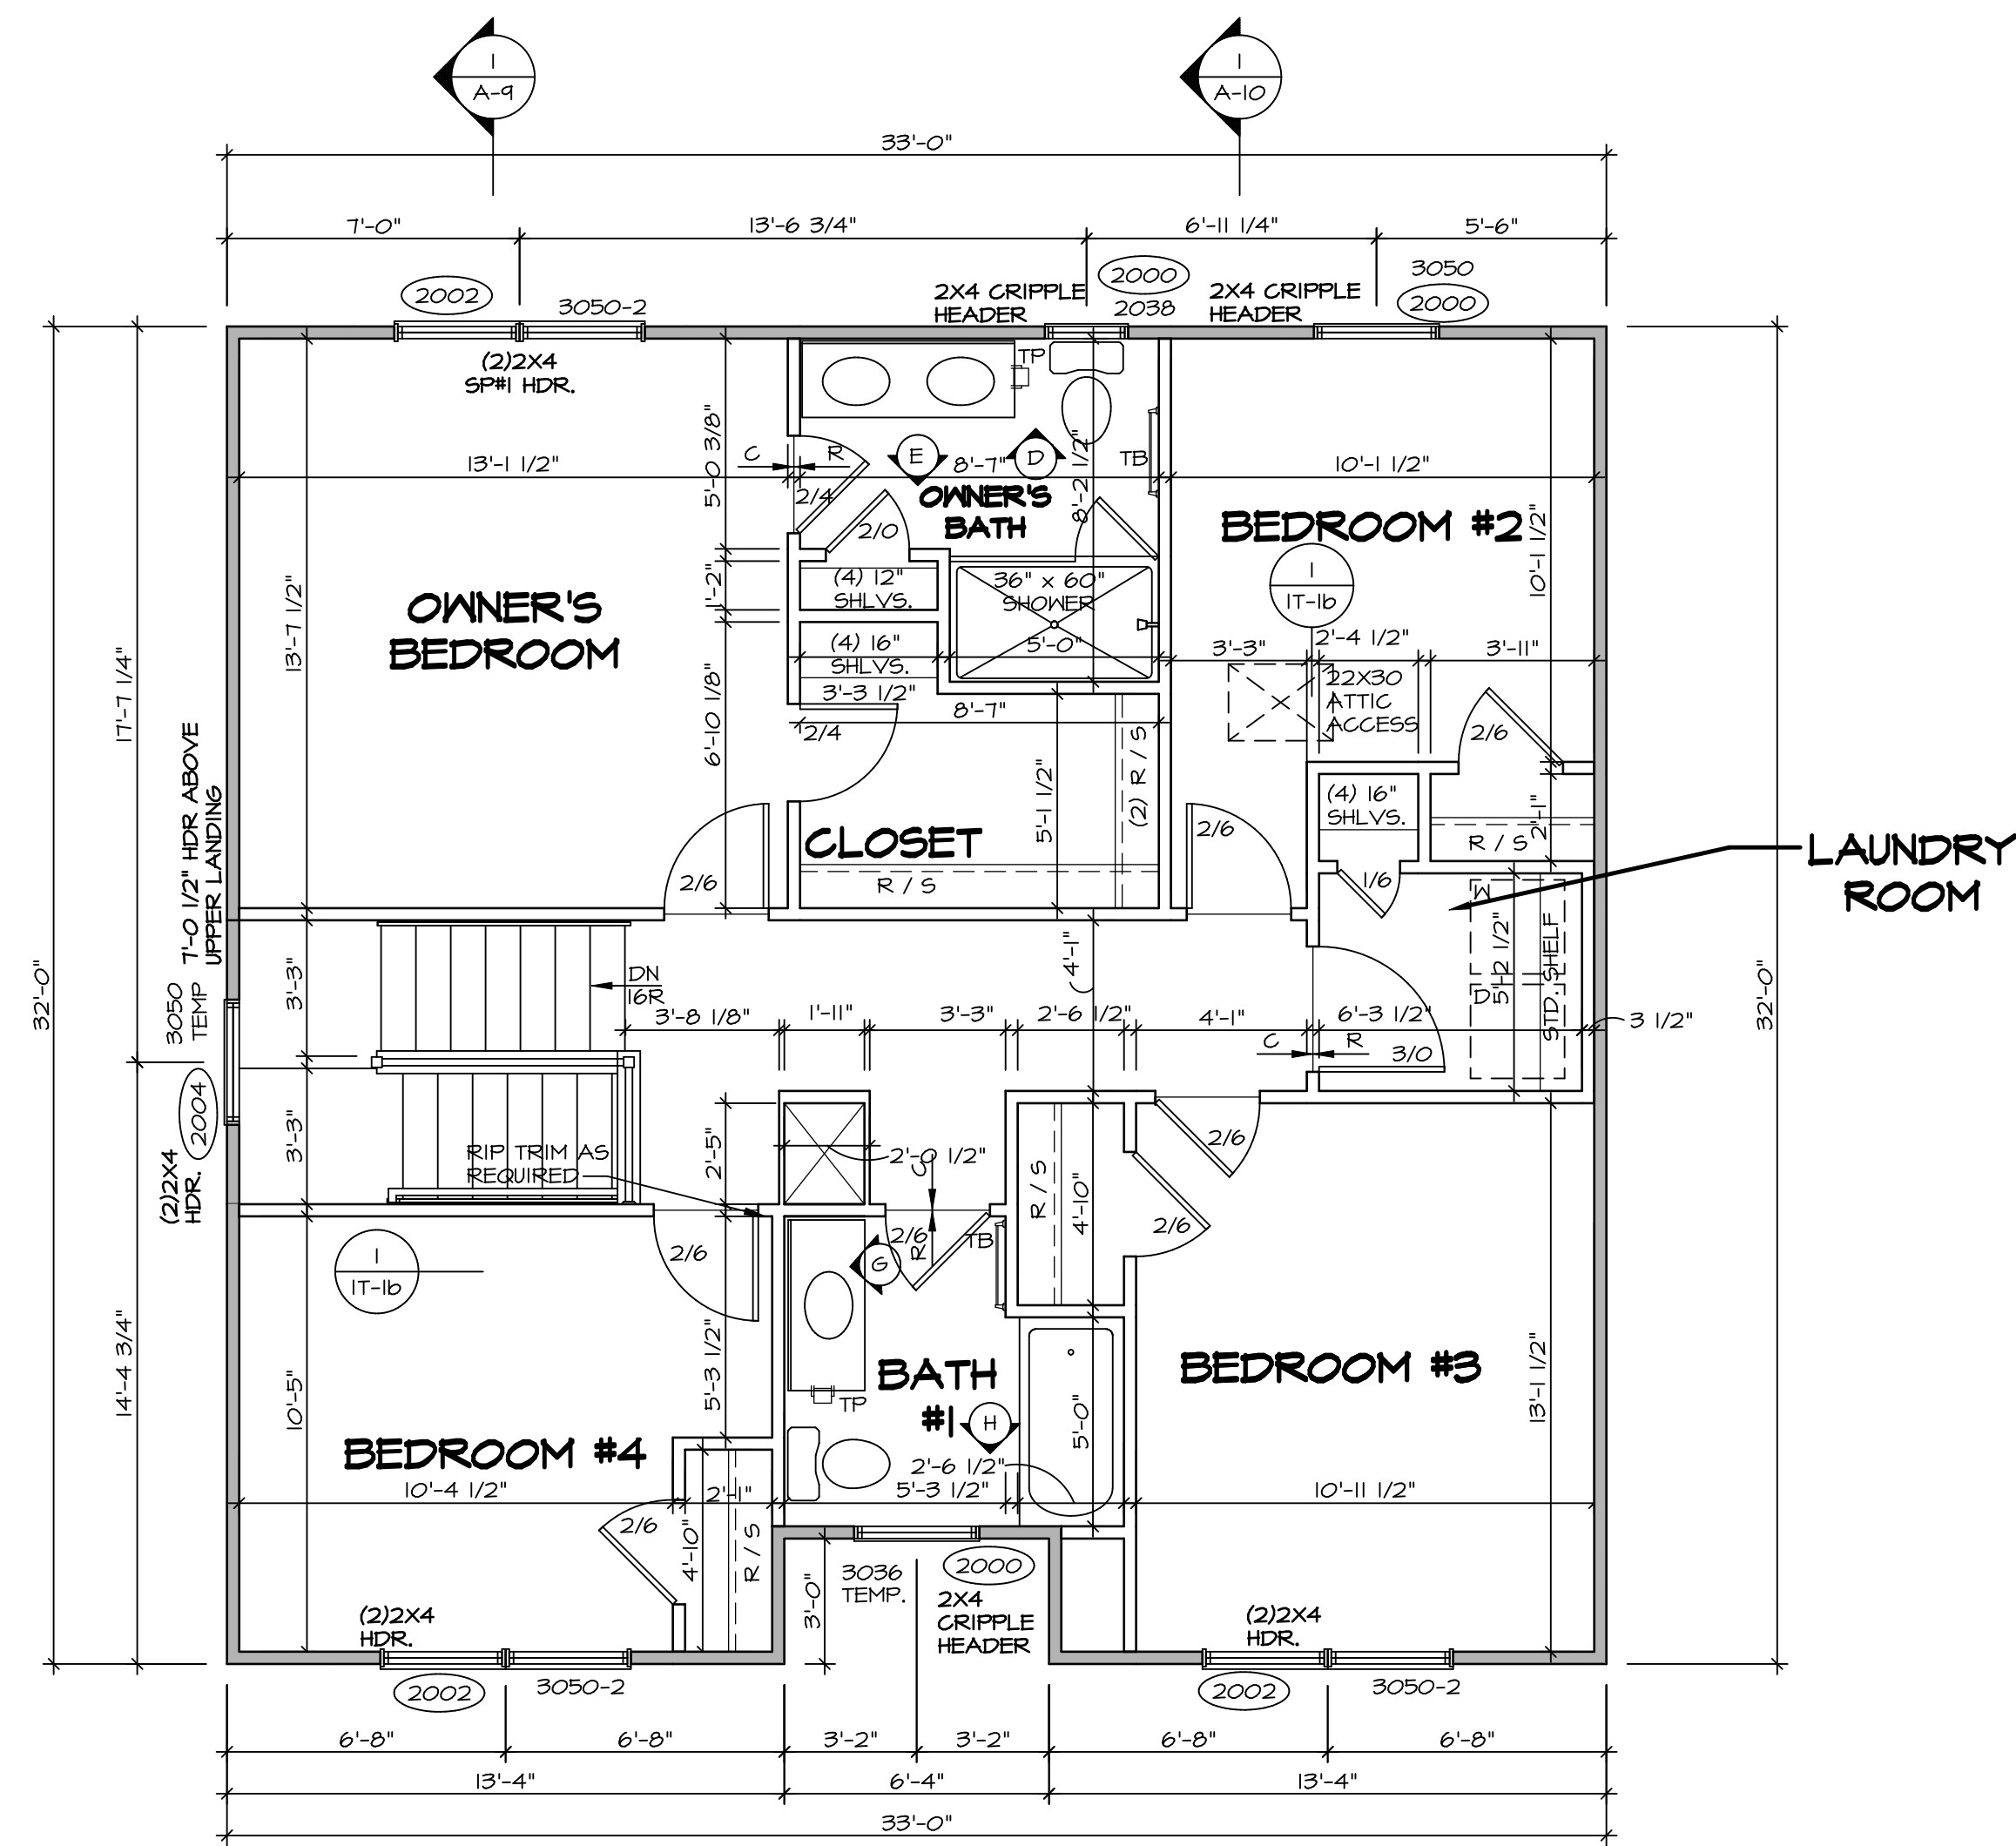 1
A-9
1
A-10
33'-0"
7'-0"
13'-6 3/4"
6'-11 1/4"
5'-6"
2002
3050-2
2X4 CRIPPLE
HEADER
2000
2038
2X4 CRIPPLE
HEADER
3050
2000
(2)2X4
SP#1 HDR.
TP
5'-0 3/8"
13'-1 1/2"
C
R
E
8'-7"
D
8'-2 1/2"
TB
10'-1 1/2"
2/4
OWNER'S
BATH
2/0
BEDROOM #2
10'-1 1/2"
1
1T-1b
13'-7 1/2"
OWNER'S
BEDROOM
1'-2"
(4) 12"
SHLVS.
36" x 60"
SHOWER
(4) 16"
SHLVS.
5'-0"
3'-3"
2'-4 1/2"
3'-11"
3'-3 1/2"
8'-7"
22X30
ATTIC
ACCESS
17'-7 1/4"
6'-10 1/8"
2/4
(2) R / S
2/6
7'-0 1/2" HDR ABOVE
UPPER LANDING
5'-1 1/2"
(4) 16"
SHLVS.
2'-1"
R / S
CLOSET
R / S
2/6
2/6
1/6
LAUNDRY
ROOM
W
D
5'-2 1/2"
STD. SHELF
32'-0"
3050
TEMP
3'-3"
DN
16R
4'-1"
3'-8 1/8"
1'-11"
3'-3"
2'-6 1/2"
4'-1"
6'-3 1/2"
3 1/2"
C
R
3/0
32'-0"
2004
(2)2X4
HDR.
3'-3"
RIP TRIM AS
REQUIRED
2'-5"
2'-0 1/2"
C
R
2/6
TB
R / S
4'-10"
2/6
2/6
1
1T-1b
2/6
G
14'-4 3/4"
10'-5"
5'-3 1/2"
BATH
#1
TP
H
5'-0"
BEDROOM #3
13'-1 1/2"
BEDROOM #4
10'-4 1/2"
2'-1"
2'-6 1/2"
5'-3 1/2"
10'-11 1/2"
2/6
4'-10"
R / S
3'-0"
3036
TEMP.
2000
2X4
CRIPPLE
HEADER
(2)2X4
HDR.
(2)2X4
HDR.
2002
3050-2
2002
3050-2
6'-8"
6'-8"
3'-2"
3'-2"
6'-8"
6'-8"
13'-4"
6'-4"
13'-4"
33'-0"